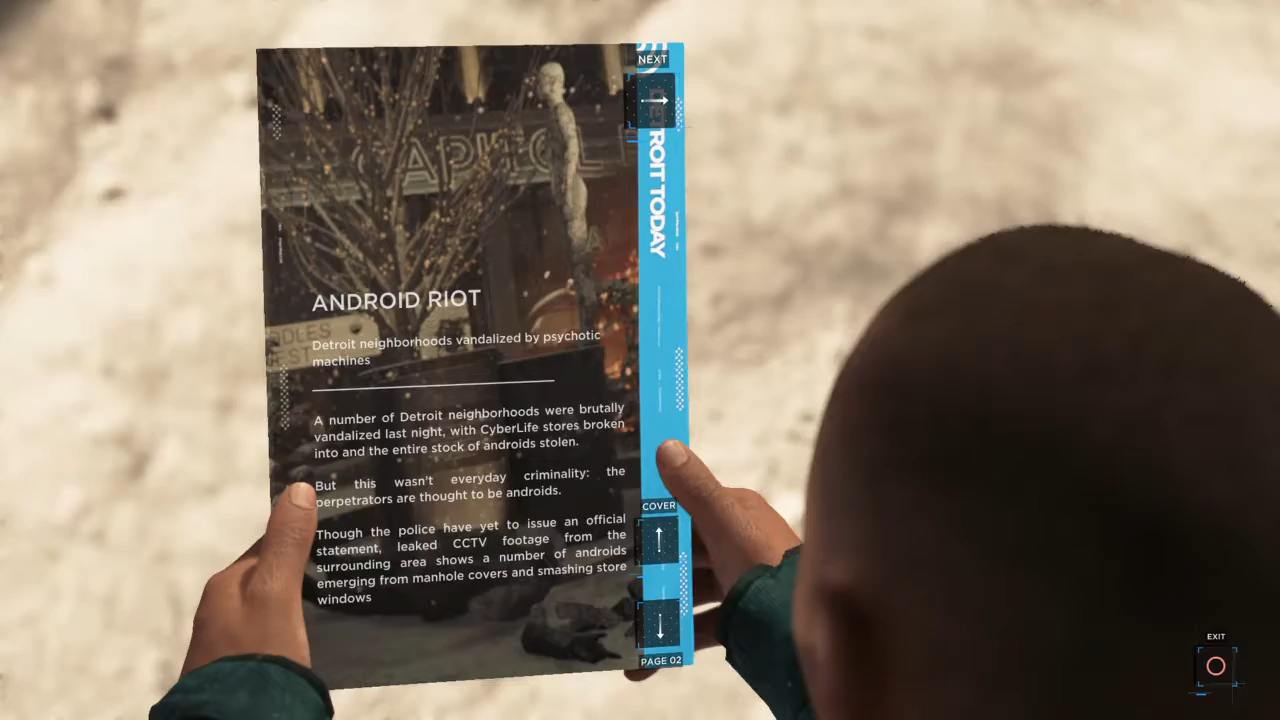 NEXT
DETROIT TODAY
CAPITOL
ANDROID RIOT
Detroit neighborhoods vandalized by psychotic
machines
A number of Detroit neighborhoods were brutally
vandalized last night, with CyberLife stores broken
into and the entire stock of androids stolen.
But this wasn't everyday criminality: the
perpetrators are thought to be androids.
Though the police have yet to issue an official
statement, leaked CCTV footage from the
surrounding area shows a number of androids
emerging from manhole covers and smashing store
windows
COVER
PAGE 02
EXIT